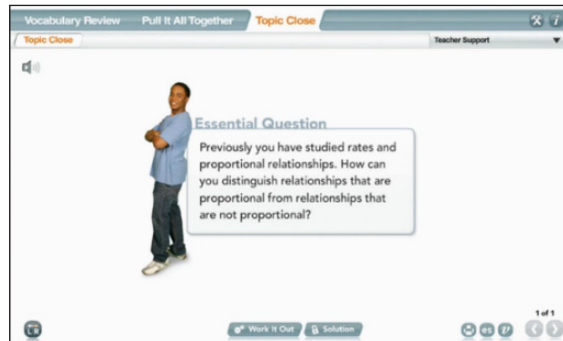 Vocabulary Review Pull It All Together Topic Close
Topic Close Teacher Support
Essential Question
Previously you have studied rates and
proportional relationships. How can
you distinguish relationships that are
proportional from relationships that
are not proportional?
1 of 1
Work It Out Solution
es